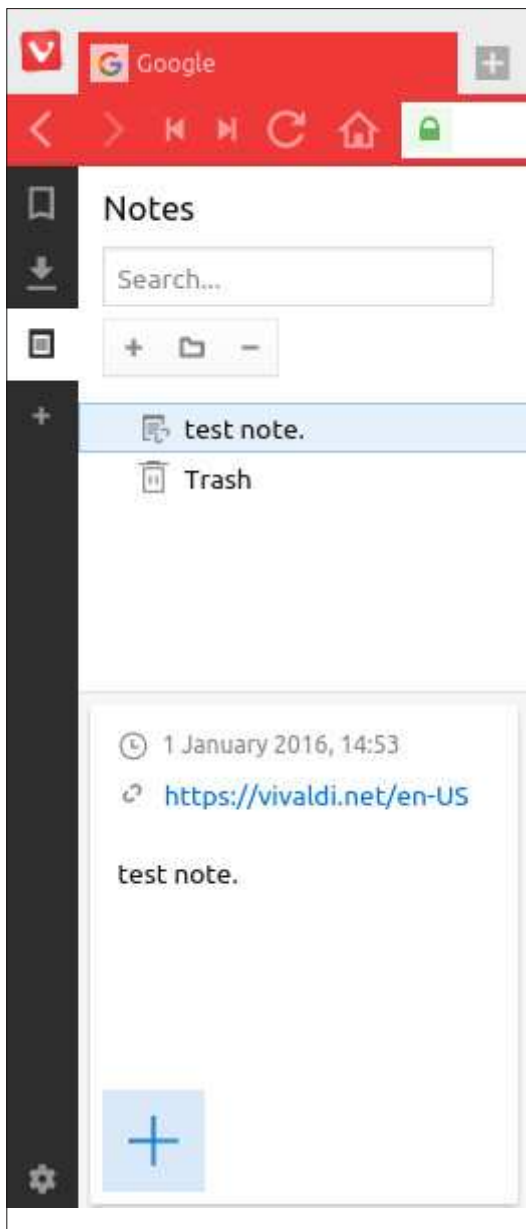 Google
Notes
Search...
test note.
Trash
1 January 2016, 14:53
https://vivaldi.net/en-US
test note.